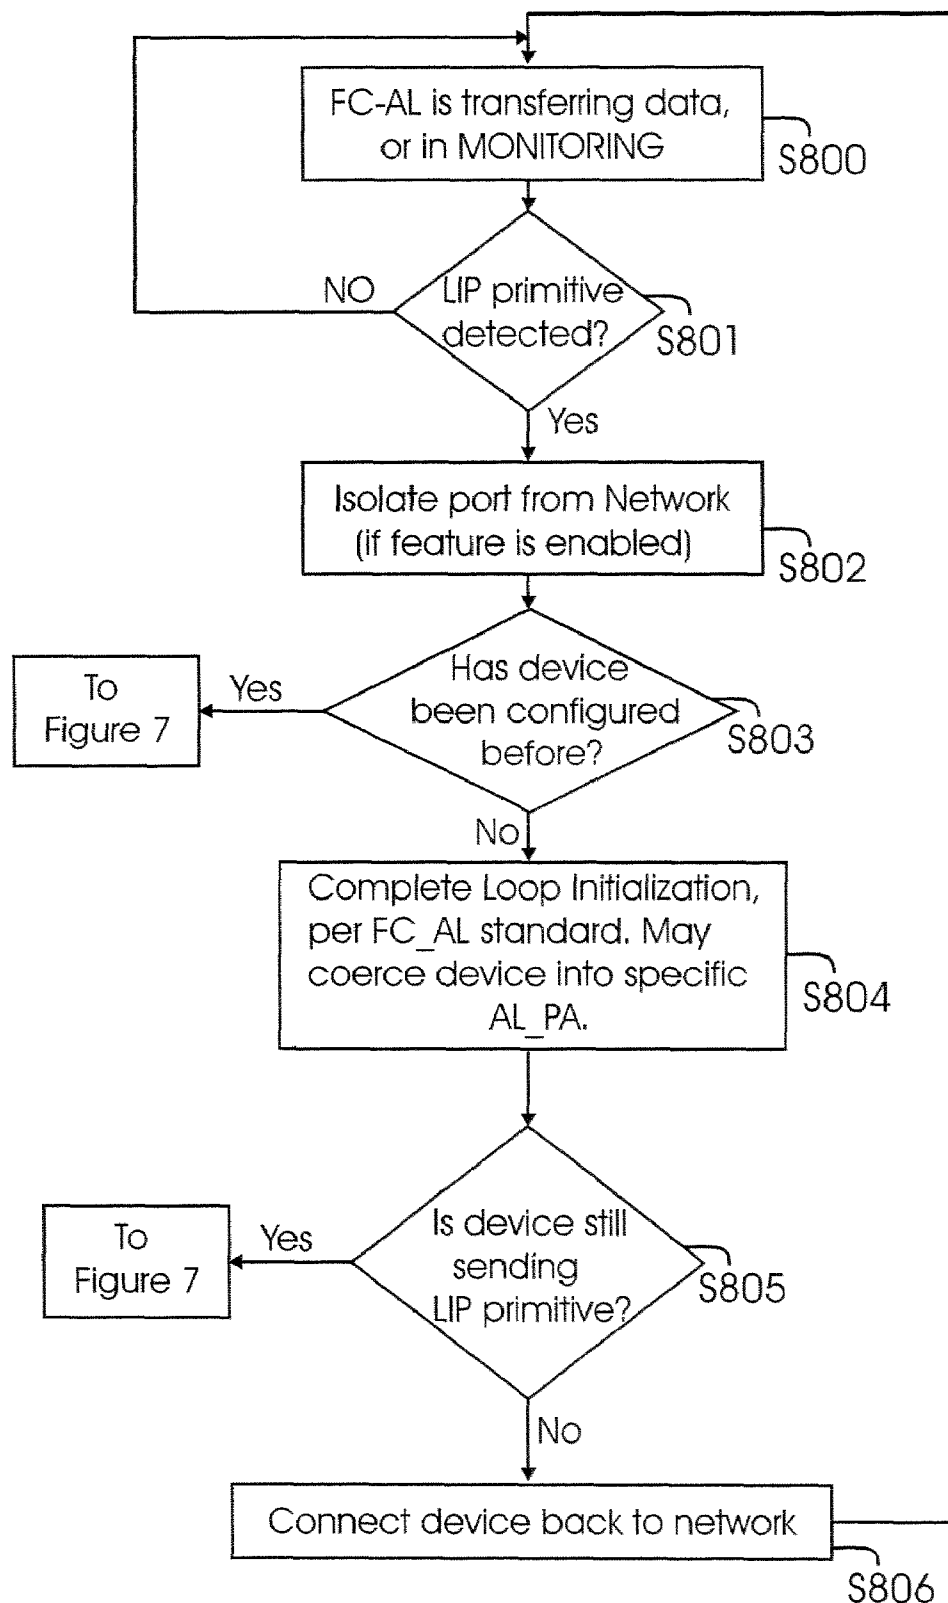 FC-AL is transferring data,
or in MONITORING
S800
NO
LIP primitive
detected?
S801
Yes
Isolate port from Network
(if feature is enabled)
S802
To
Figure 7
Yes
Has device
been configured
before?
S803
No
Complete Loop Initialization,
per FC_AL standard. May
coerce device into specific
AL_PA.
S804
To
Figure 7
Yes
Is device still
sending
LIP primitive?
S805
No
Connect device back to network
S806